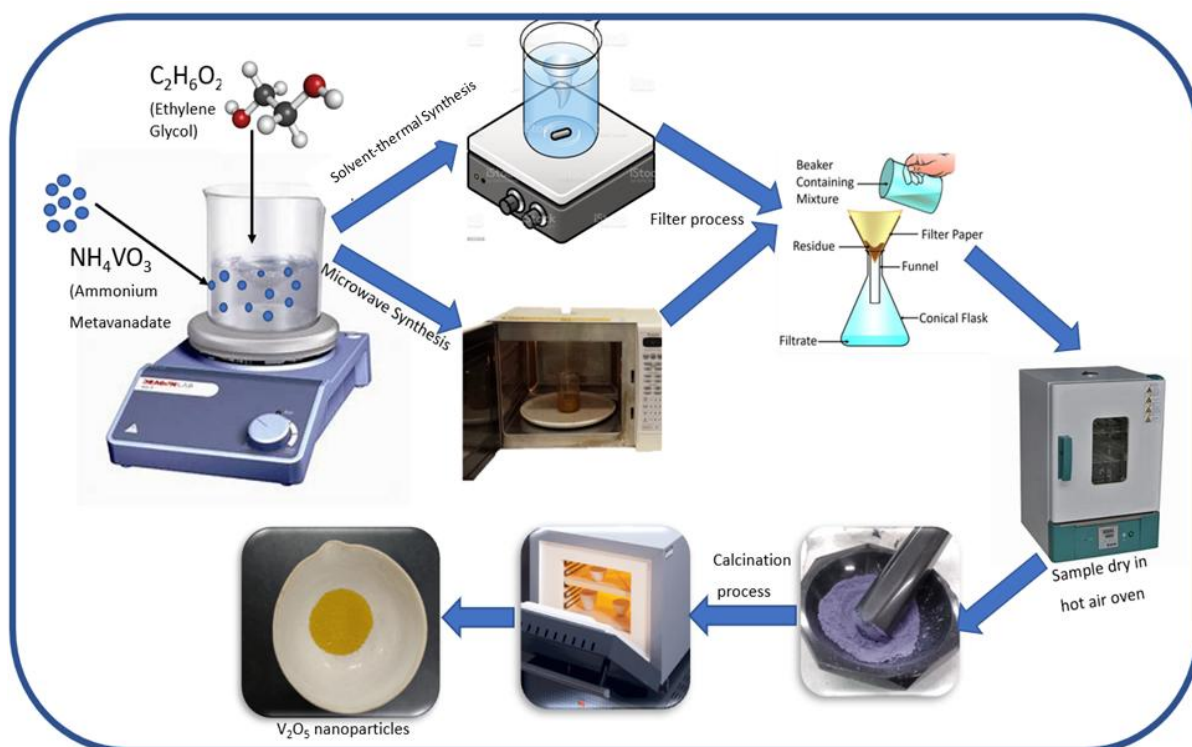 C₂H₆O₂
(Ethylene
Glycol)
NH₄VO₃
(Ammonium
Metavanadate
Solvent-thermal Synthesis
Microwave Synthesis
iStock
Filter process
Beaker
Containing
Mixture
Filter Paper
Residue
Funnel
Conical Flask
Filtrate
Sample dry in
hot air oven
Calcination
process
V₂O₅ nanoparticles